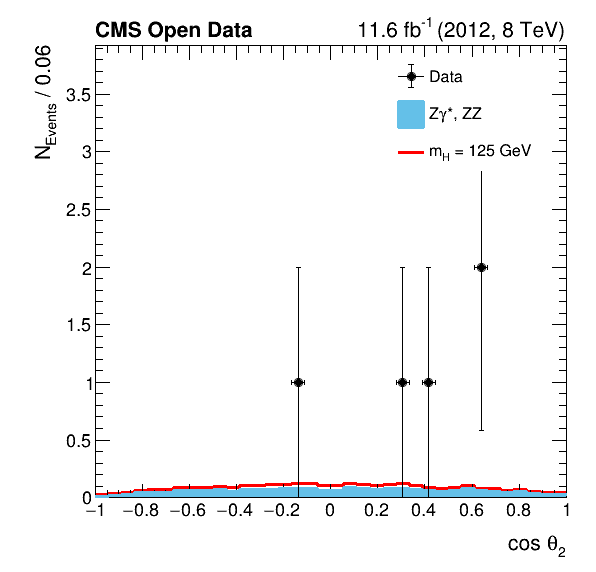 CMS Open Data 11.6 fb⁻¹ (2012, 8 TeV)
N_Events / 0.06
Data
Zγ*, ZZ
m_H = 125 GeV
3.5
3
2.5
2
1.5
1
0.5
0
−1 −0.8 −0.6 −0.4 −0.2 0 0.2 0.4 0.6 0.8 1
cos θ₂